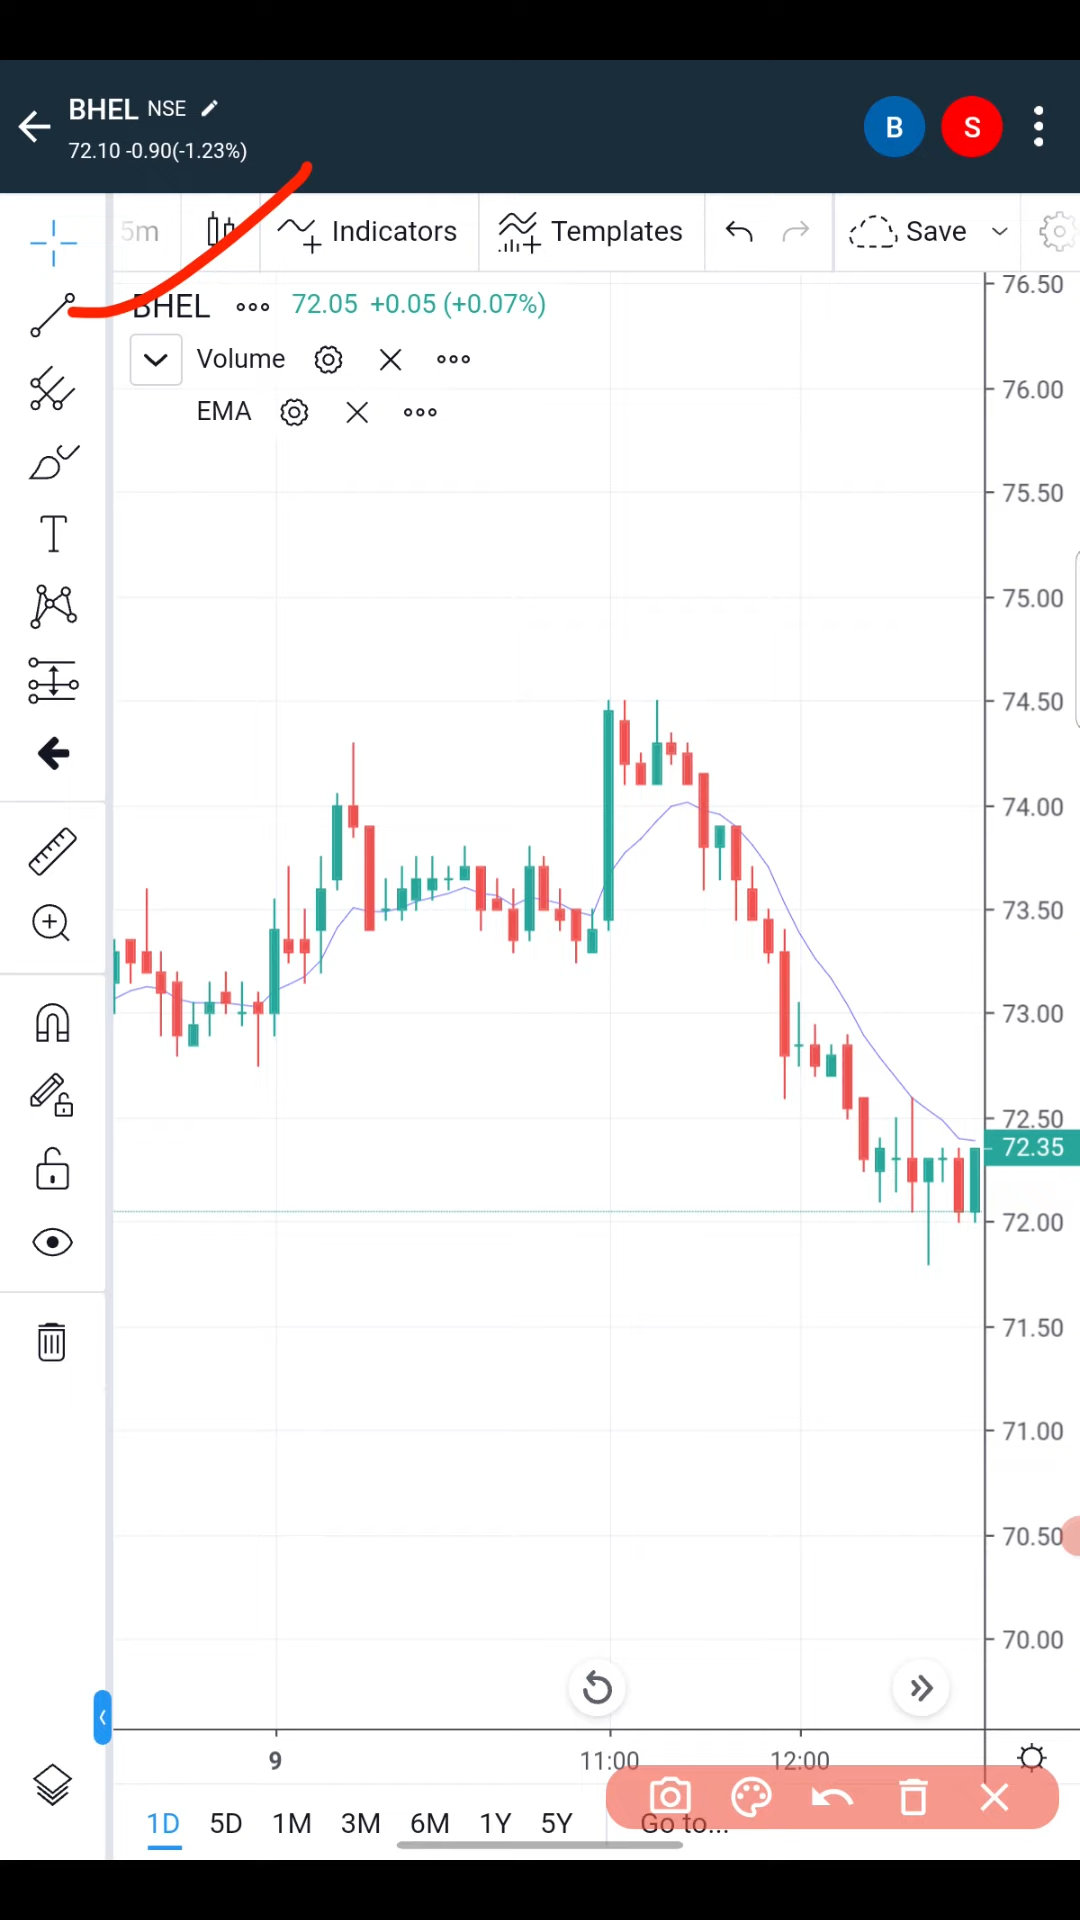 BHEL NSE
72.10 -0.90(-1.23%)
B
S
5m
Indicators
Templates
Save
BHEL 72.05 +0.05 (+0.07%)
Volume
EMA
T
76.50
76.00
75.50
75.00
74.50
74.00
73.50
73.00
72.50
72.35
72.00
71.50
71.00
70.50
70.00
9 11:00 12:00
1D 5D 1M 3M 6M 1Y 5Y Go to...